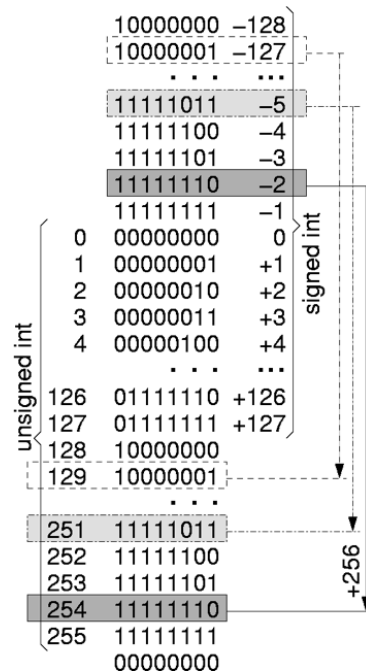 10000000 −128
10000001 −127
. . . ...
11111011 −5
11111100 −4
11111101 −3
11111110 −2
11111111 −1
0 00000000 0
1 00000001 +1
2 00000010 +2
3 00000011 +3
4 00000100 +4
. . . ...
126 01111110 +126
127 01111111 +127
128 10000000
129 10000001
. . .
251 11111011
252 11111100
253 11111101
254 11111110
255 11111111
00000000
unsigned int
signed int
+256